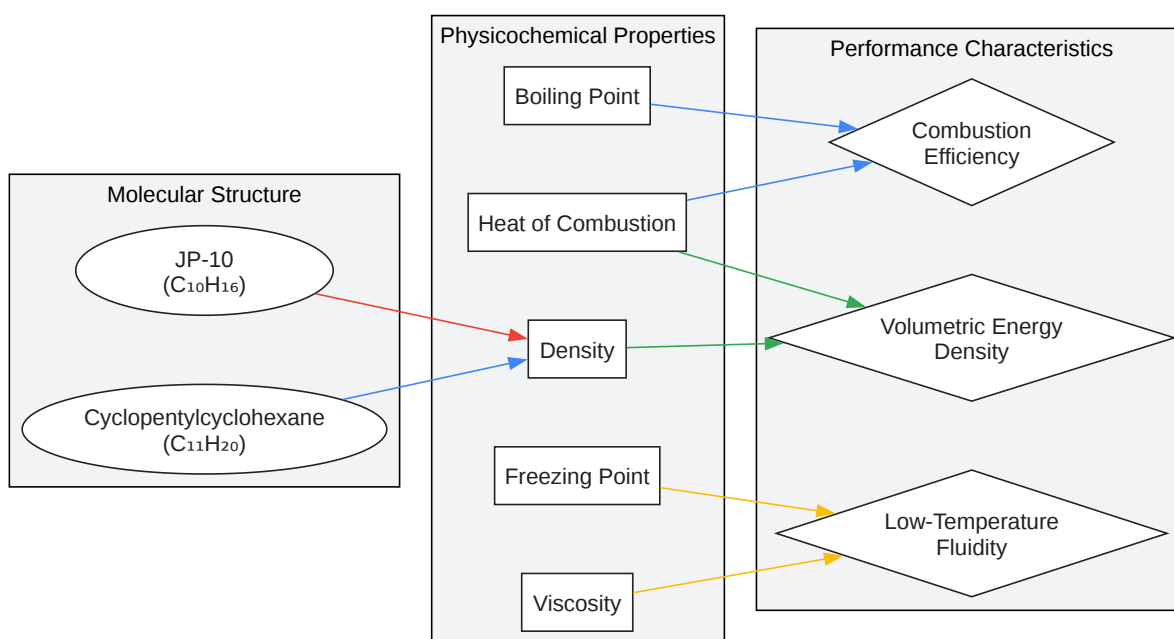 Molecular Structure
JP-10
(C₁₀H₁₆)
Cyclopentylcyclohexane
(C₁₁H₂₀)
Physicochemical Properties
Boiling Point
Heat of Combustion
Density
Freezing Point
Viscosity
Performance Characteristics
Combustion
Efficiency
Volumetric Energy
Density
Low-Temperature
Fluidity